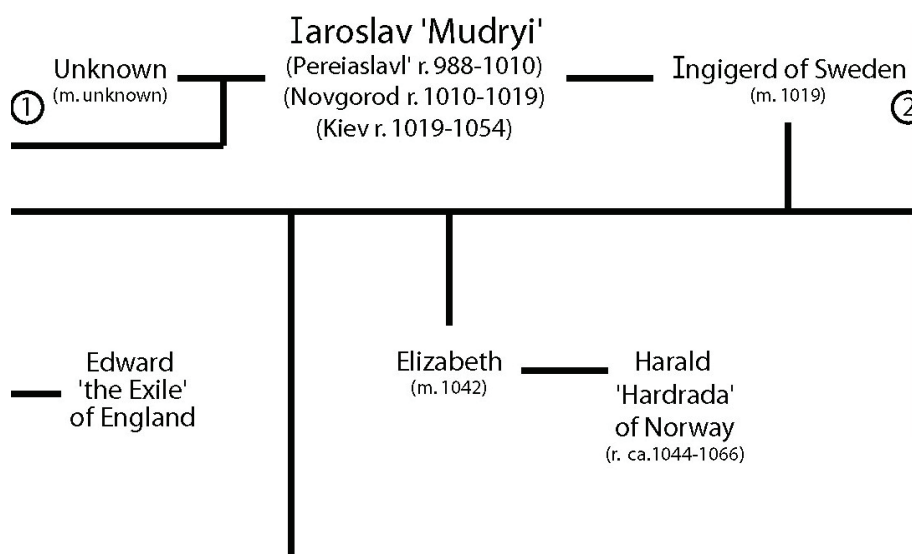 Iaroslav 'Mudryi'
(Pereiaslavl' r. 988-1010)
(Novgorod r. 1010-1019)
(Kiev r. 1019-1054)
Unknown
(m. unknown)
1
Ingigerd of Sweden
(m. 1019)
2
Edward
'the Exile'
of England
Elizabeth
(m. 1042)
Harald
'Hardrada'
of Norway
(r. ca.1044-1066)